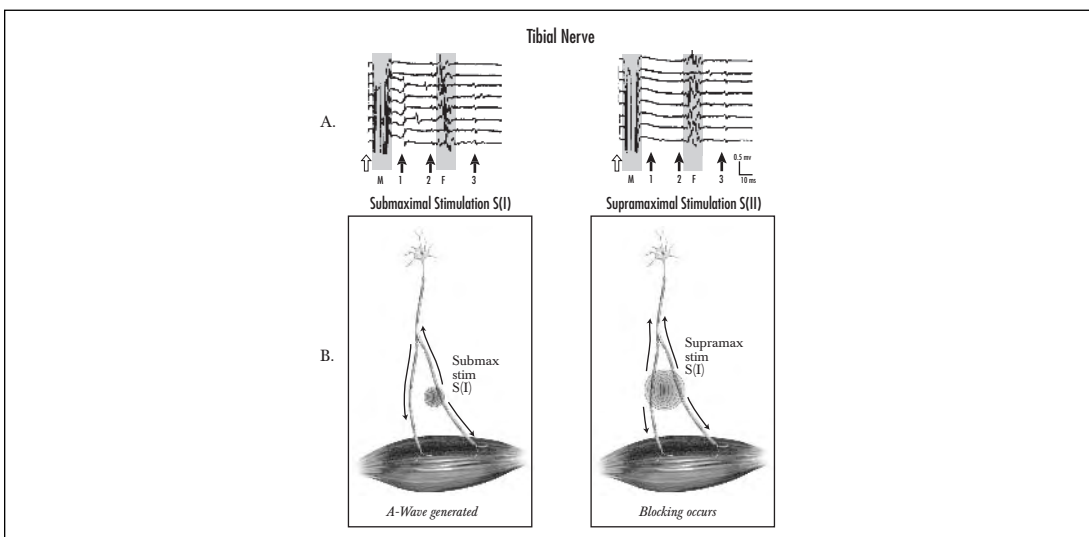 Tibial Nerve
A.
M 1 2 F 3
M 1 2 F 3
0.5 mv
10 ms
Submaximal Stimulation S(I)
Supramaximal Stimulation S(II)
B.
Submax
stim
S(I)
Supramax
stim
S(I)
A-Wave generated
Blocking occurs